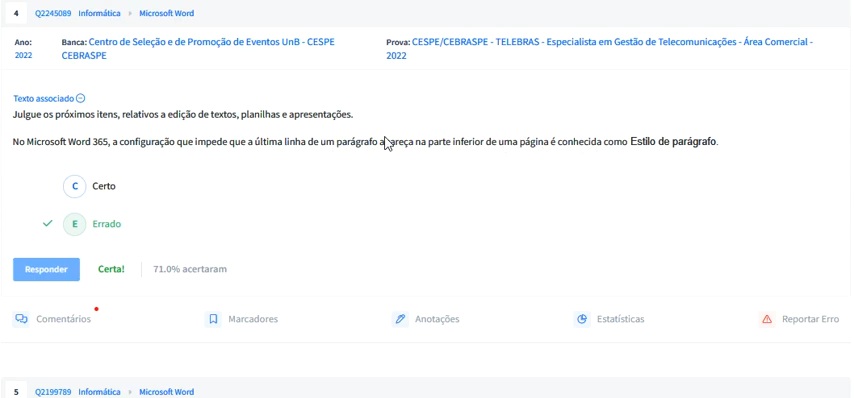 4 Q2245089 Informática › Microsoft Word
Ano: Banca: Centro de Seleção e de Promoção de Eventos UnB - CESPE Prova: CESPE/CEBRASPE - TELEBRAS - Especialista em Gestão de Telecomunicações - Área Comercial -
2022 CEBRASPE 2022
Texto associado
Julgue os próximos itens, relativos a edição de textos, planilhas e apresentações.
No Microsoft Word 365, a configuração que impede que a última linha de um parágrafo apareça na parte inferior de uma página é conhecida como Estilo de parágrafo.
C Certo
E Errado
Responder Certa! 71.0% acertaram
Comentários Marcadores Anotações Estatísticas Reportar Erro
5 Q2199789 Informática › Microsoft Word